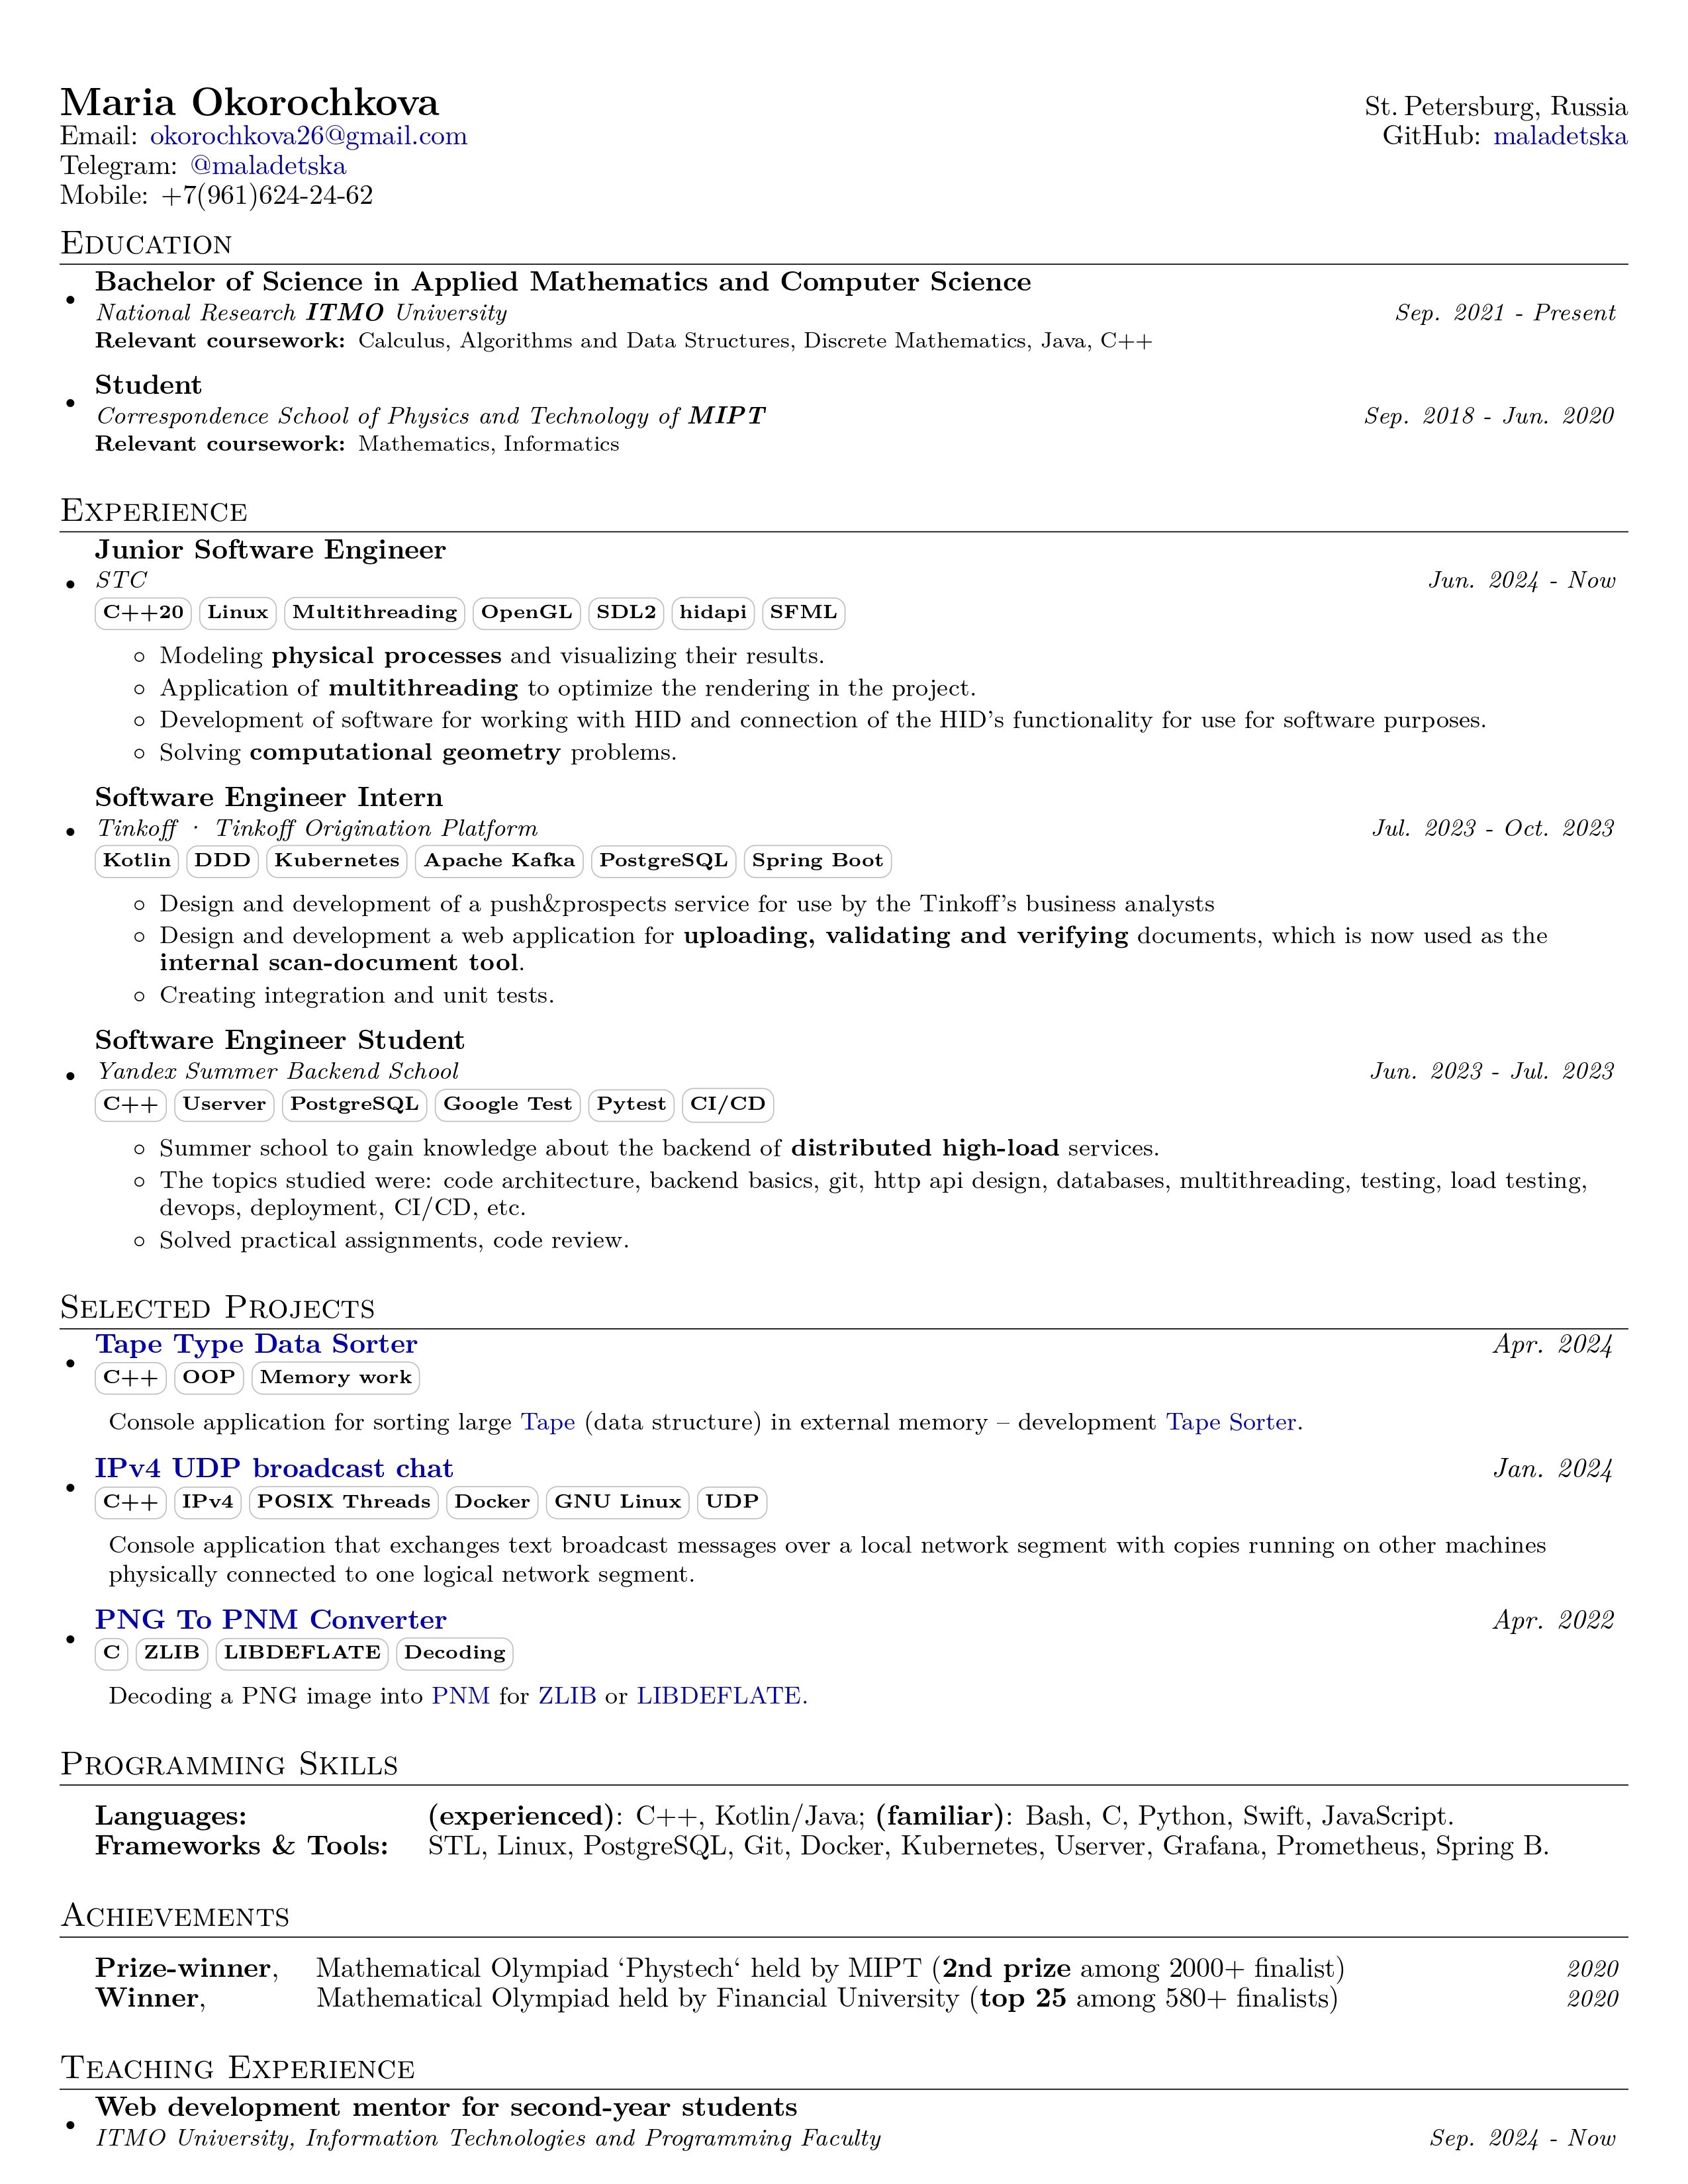 Maria Okorochkova
St. Petersburg, Russia
Email: okorochkova26@gmail.com
GitHub: maladetska
Telegram: @maladetska
Mobile: +7(961)624-24-62
Education
• Bachelor of Science in Applied Mathematics and Computer Science
National Research ITMO University Sep. 2021 - Present
Relevant coursework: Calculus, Algorithms and Data Structures, Discrete Mathematics, Java, C++
• Student
Correspondence School of Physics and Technology of MIPT Sep. 2018 - Jun. 2020
Relevant coursework: Mathematics, Informatics
Experience
• Junior Software Engineer
STC Jun. 2024 - Now
C++20 Linux Multithreading OpenGL SDL2 hidapi SFML
◦ Modeling physical processes and visualizing their results.
◦ Application of multithreading to optimize the rendering in the project.
◦ Development of software for working with HID and connection of the HID's functionality for use for software purposes.
◦ Solving computational geometry problems.
• Software Engineer Intern
Tinkoff · Tinkoff Origination Platform Jul. 2023 - Oct. 2023
Kotlin DDD Kubernetes Apache Kafka PostgreSQL Spring Boot
◦ Design and development of a push&prospects service for use by the Tinkoff's business analysts
◦ Design and development a web application for uploading, validating and verifying documents, which is now used as the
internal scan-document tool.
◦ Creating integration and unit tests.
• Software Engineer Student
Yandex Summer Backend School Jun. 2023 - Jul. 2023
C++ Userver PostgreSQL Google Test Pytest CI/CD
◦ Summer school to gain knowledge about the backend of distributed high-load services.
◦ The topics studied were: code architecture, backend basics, git, http api design, databases, multithreading, testing, load testing,
devops, deployment, CI/CD, etc.
◦ Solved practical assignments, code review.
Selected Projects
• Tape Type Data Sorter Apr. 2024
C++ OOP Memory work
Console application for sorting large Tape (data structure) in external memory – development Tape Sorter.
• IPv4 UDP broadcast chat Jan. 2024
C++ IPv4 POSIX Threads Docker GNU Linux UDP
Console application that exchanges text broadcast messages over a local network segment with copies running on other machines
physically connected to one logical network segment.
• PNG To PNM Converter Apr. 2022
C ZLIB LIBDEFLATE Decoding
Decoding a PNG image into PNM for ZLIB or LIBDEFLATE.
Programming Skills
Languages: (experienced): C++, Kotlin/Java; (familiar): Bash, C, Python, Swift, JavaScript.
Frameworks & Tools: STL, Linux, PostgreSQL, Git, Docker, Kubernetes, Userver, Grafana, Prometheus, Spring B.
Achievements
Prize-winner, Mathematical Olympiad ‘Phystech‘ held by MIPT (2nd prize among 2000+ finalist) 2020
Winner, Mathematical Olympiad held by Financial University (top 25 among 580+ finalists) 2020
Teaching Experience
• Web development mentor for second-year students
ITMO University, Information Technologies and Programming Faculty Sep. 2024 - Now